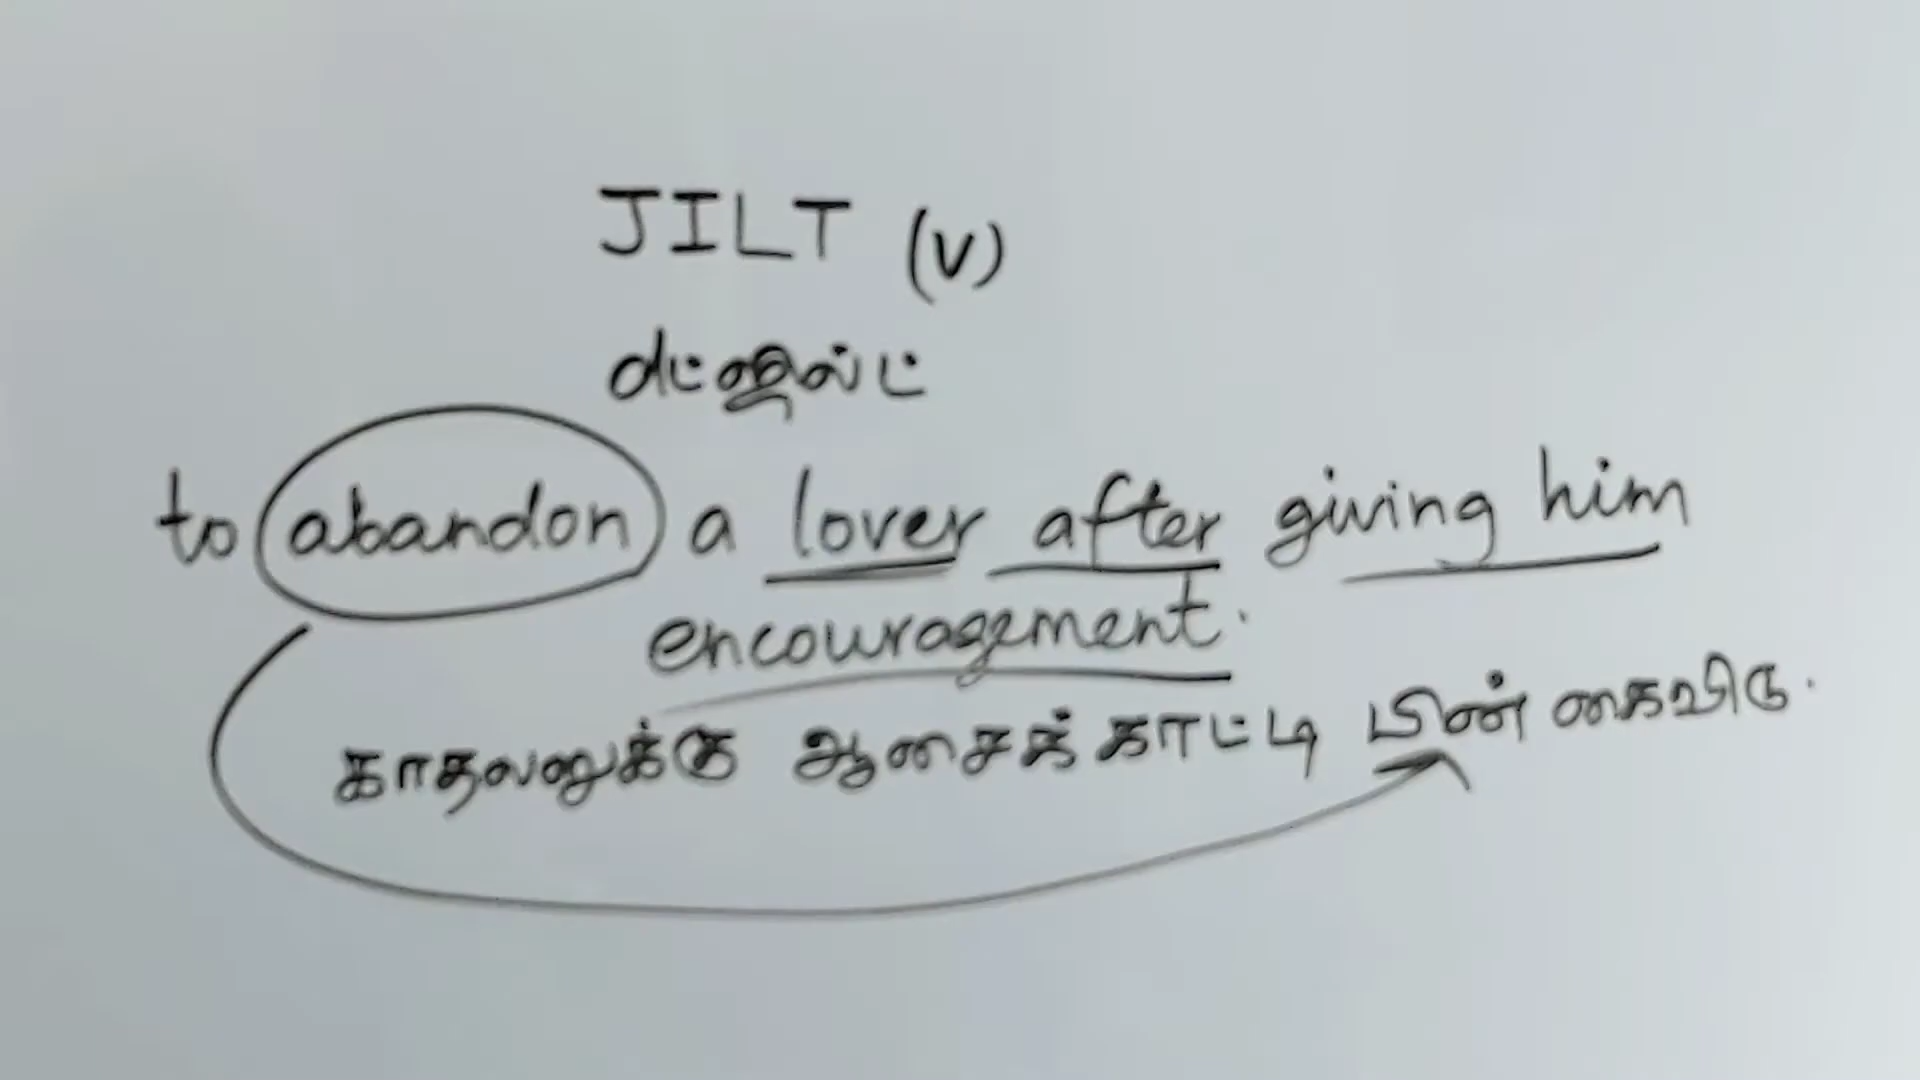 JILT (V)
ட்ஜில்ட்
to abandon a lover after giving him
encouragement.
காதலனுக்கு ஆசைக்காட்டி பின் கைவிடு.